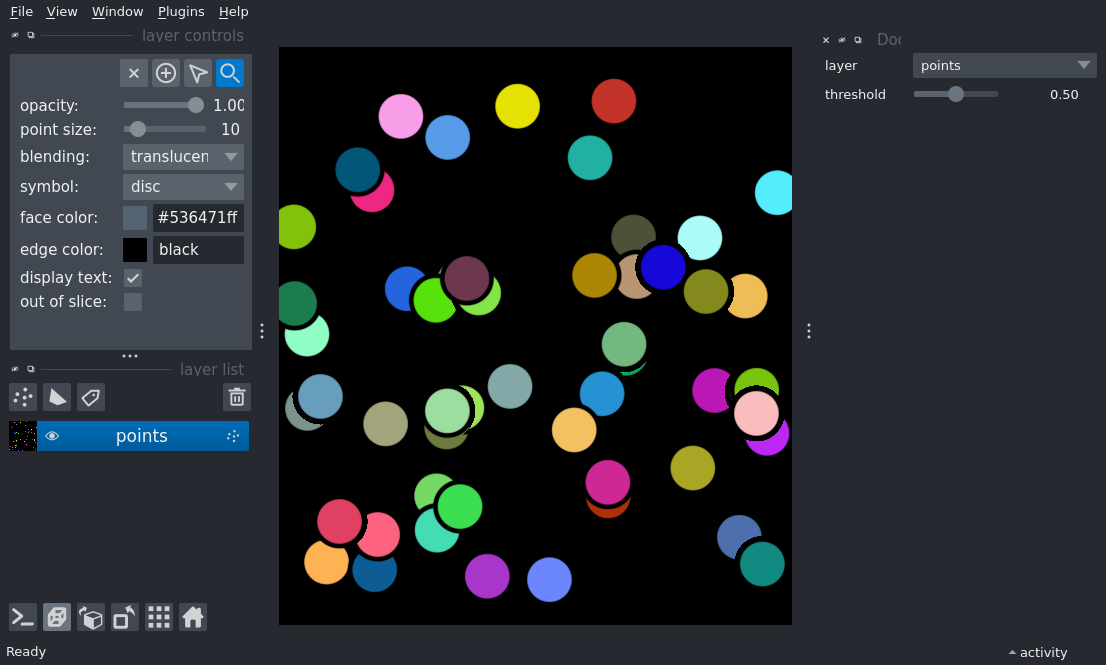 File View Window Plugins Help
layer controls
opacity: 1.00
point size: 10
blending: translucen
symbol: disc
face color: #536471ff
edge color: black
display text:
out of slice:
layer list
points
Doc
layer points
threshold 0.50
Ready
activity